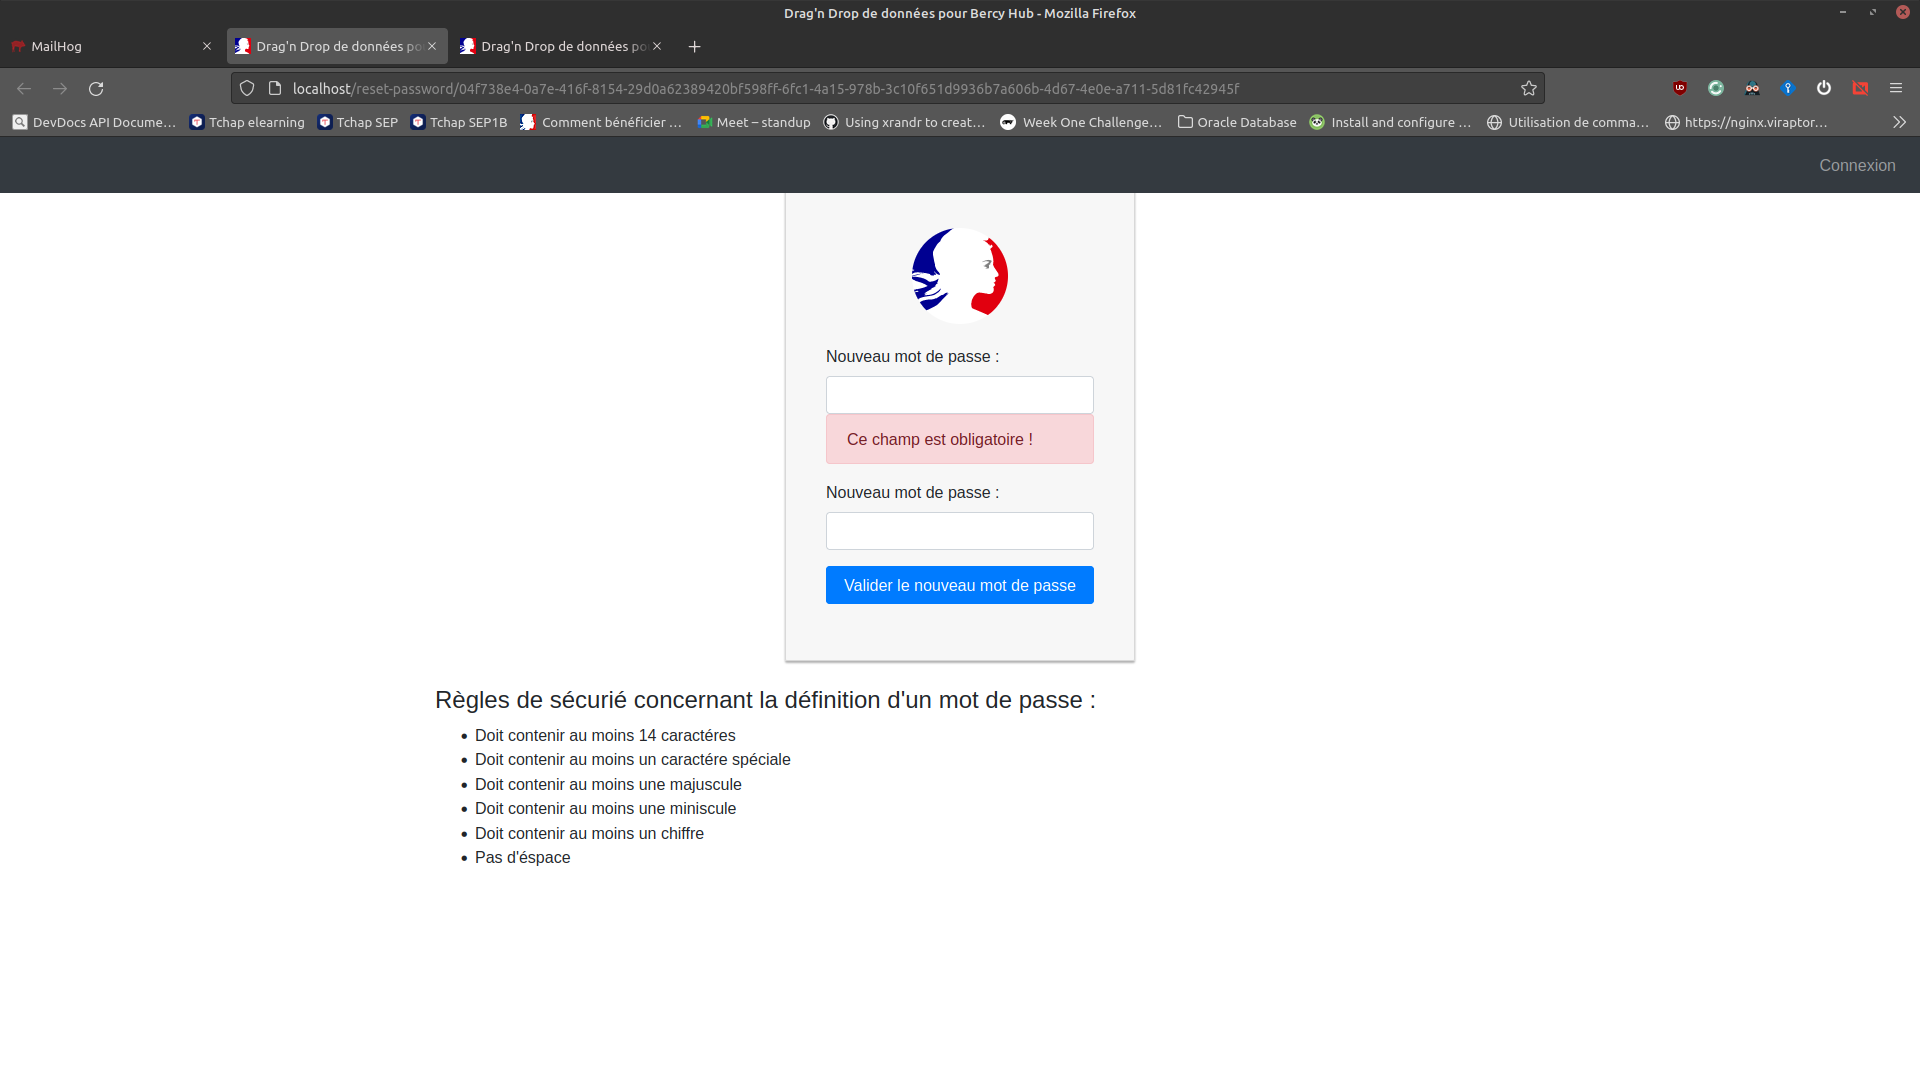 Drag'n Drop de données pour Bercy Hub - Mozilla Firefox
MailHog
Drag'n Drop de données po
Drag'n Drop de données po
localhost/reset-password/04f738e4-0a7e-416f-8154-29d0a62389420bf598ff-6fc1-4a15-978b-3c10f651d9936b7a606b-4d67-4e0e-a711-5d81fc42945f
DevDocs API Docume… Tchap elearning Tchap SEP Tchap SEP1B Comment bénéficier … Meet – standup Using xrandr to creat… Week One Challenge… Oracle Database Install and configure … Utilisation de comma… https://nginx.viraptor…
Connexion
Nouveau mot de passe :
Ce champ est obligatoire !
Nouveau mot de passe :
Valider le nouveau mot de passe
Règles de sécurié concernant la définition d'un mot de passe :
• Doit contenir au moins 14 caractéres
• Doit contenir au moins un caractére spéciale
• Doit contenir au moins une majuscule
• Doit contenir au moins une miniscule
• Doit contenir au moins un chiffre
• Pas d'éspace